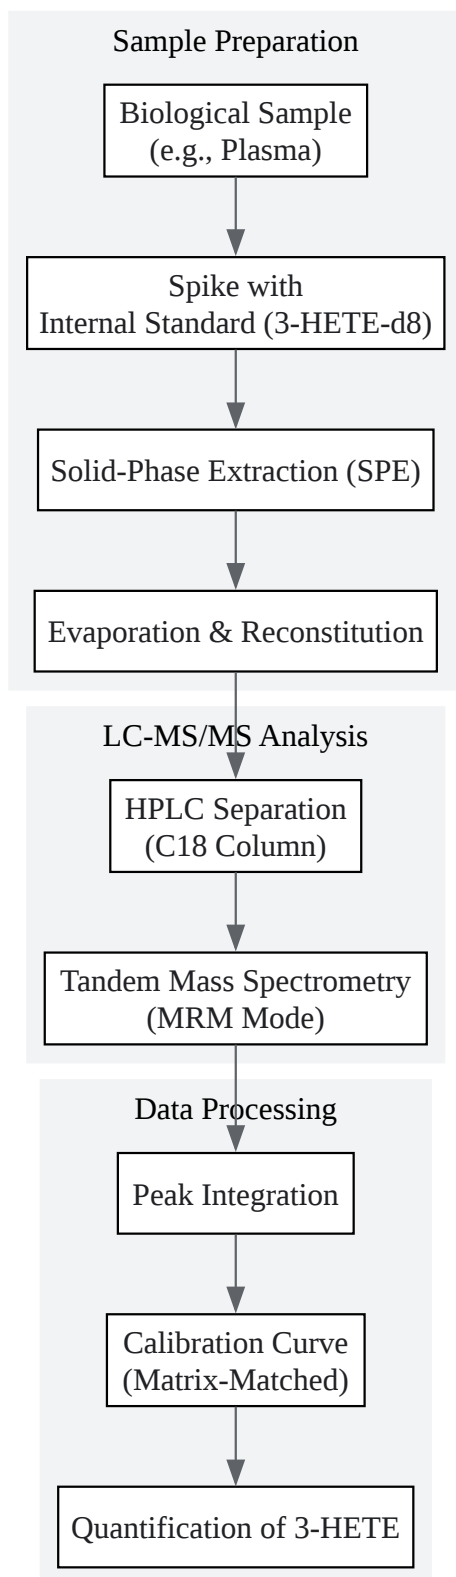 Sample Preparation
Biological Sample
(e.g., Plasma)
Spike with
Internal Standard (3-HETE-d8)
Solid-Phase Extraction (SPE)
Evaporation & Reconstitution
LC-MS/MS Analysis
HPLC Separation
(C18 Column)
Tandem Mass Spectrometry
(MRM Mode)
Data Processing
Peak Integration
Calibration Curve
(Matrix-Matched)
Quantification of 3-HETE